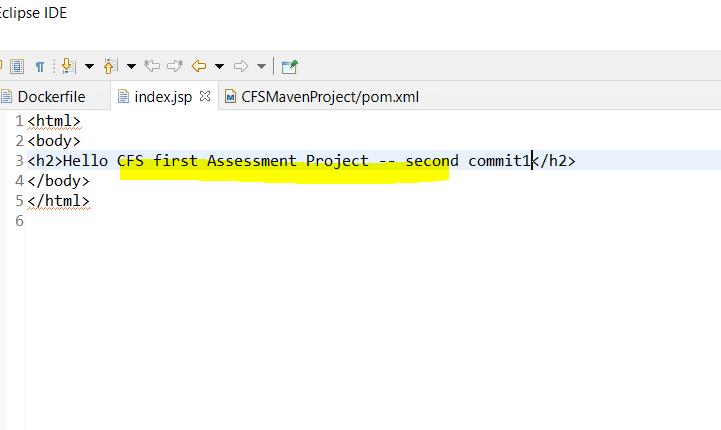 Eclipse IDE
Dockerfile index.jsp CFSMavenProject/pom.xml
1 <html>
2 <body>
3 <h2>Hello CFS first Assessment Project -- second commit1</h2>
4 </body>
5 </html>
6